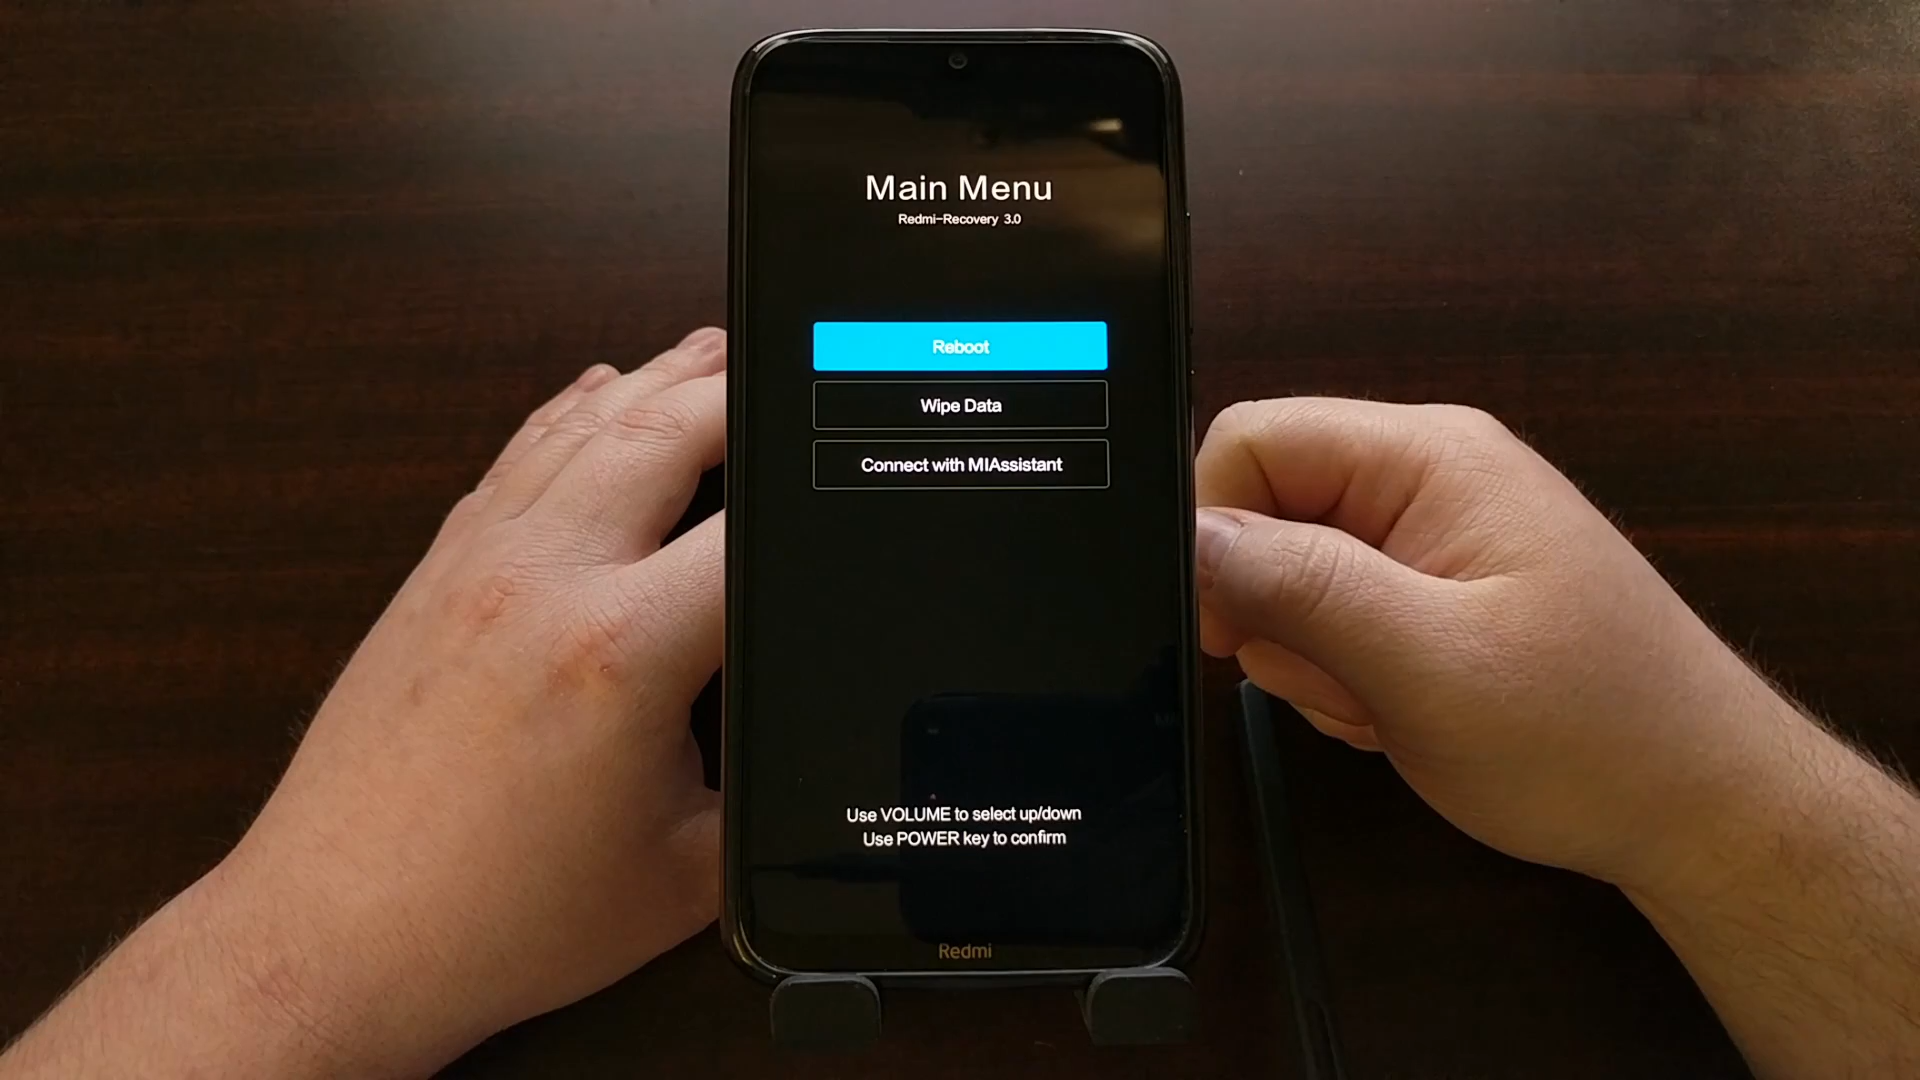 Main Menu
Redmi-Recovery 3.0
Reboot
Wipe Data
Connect with MIAssistant
Use VOLUME to select up/down
Use POWER key to confirm
Redmi